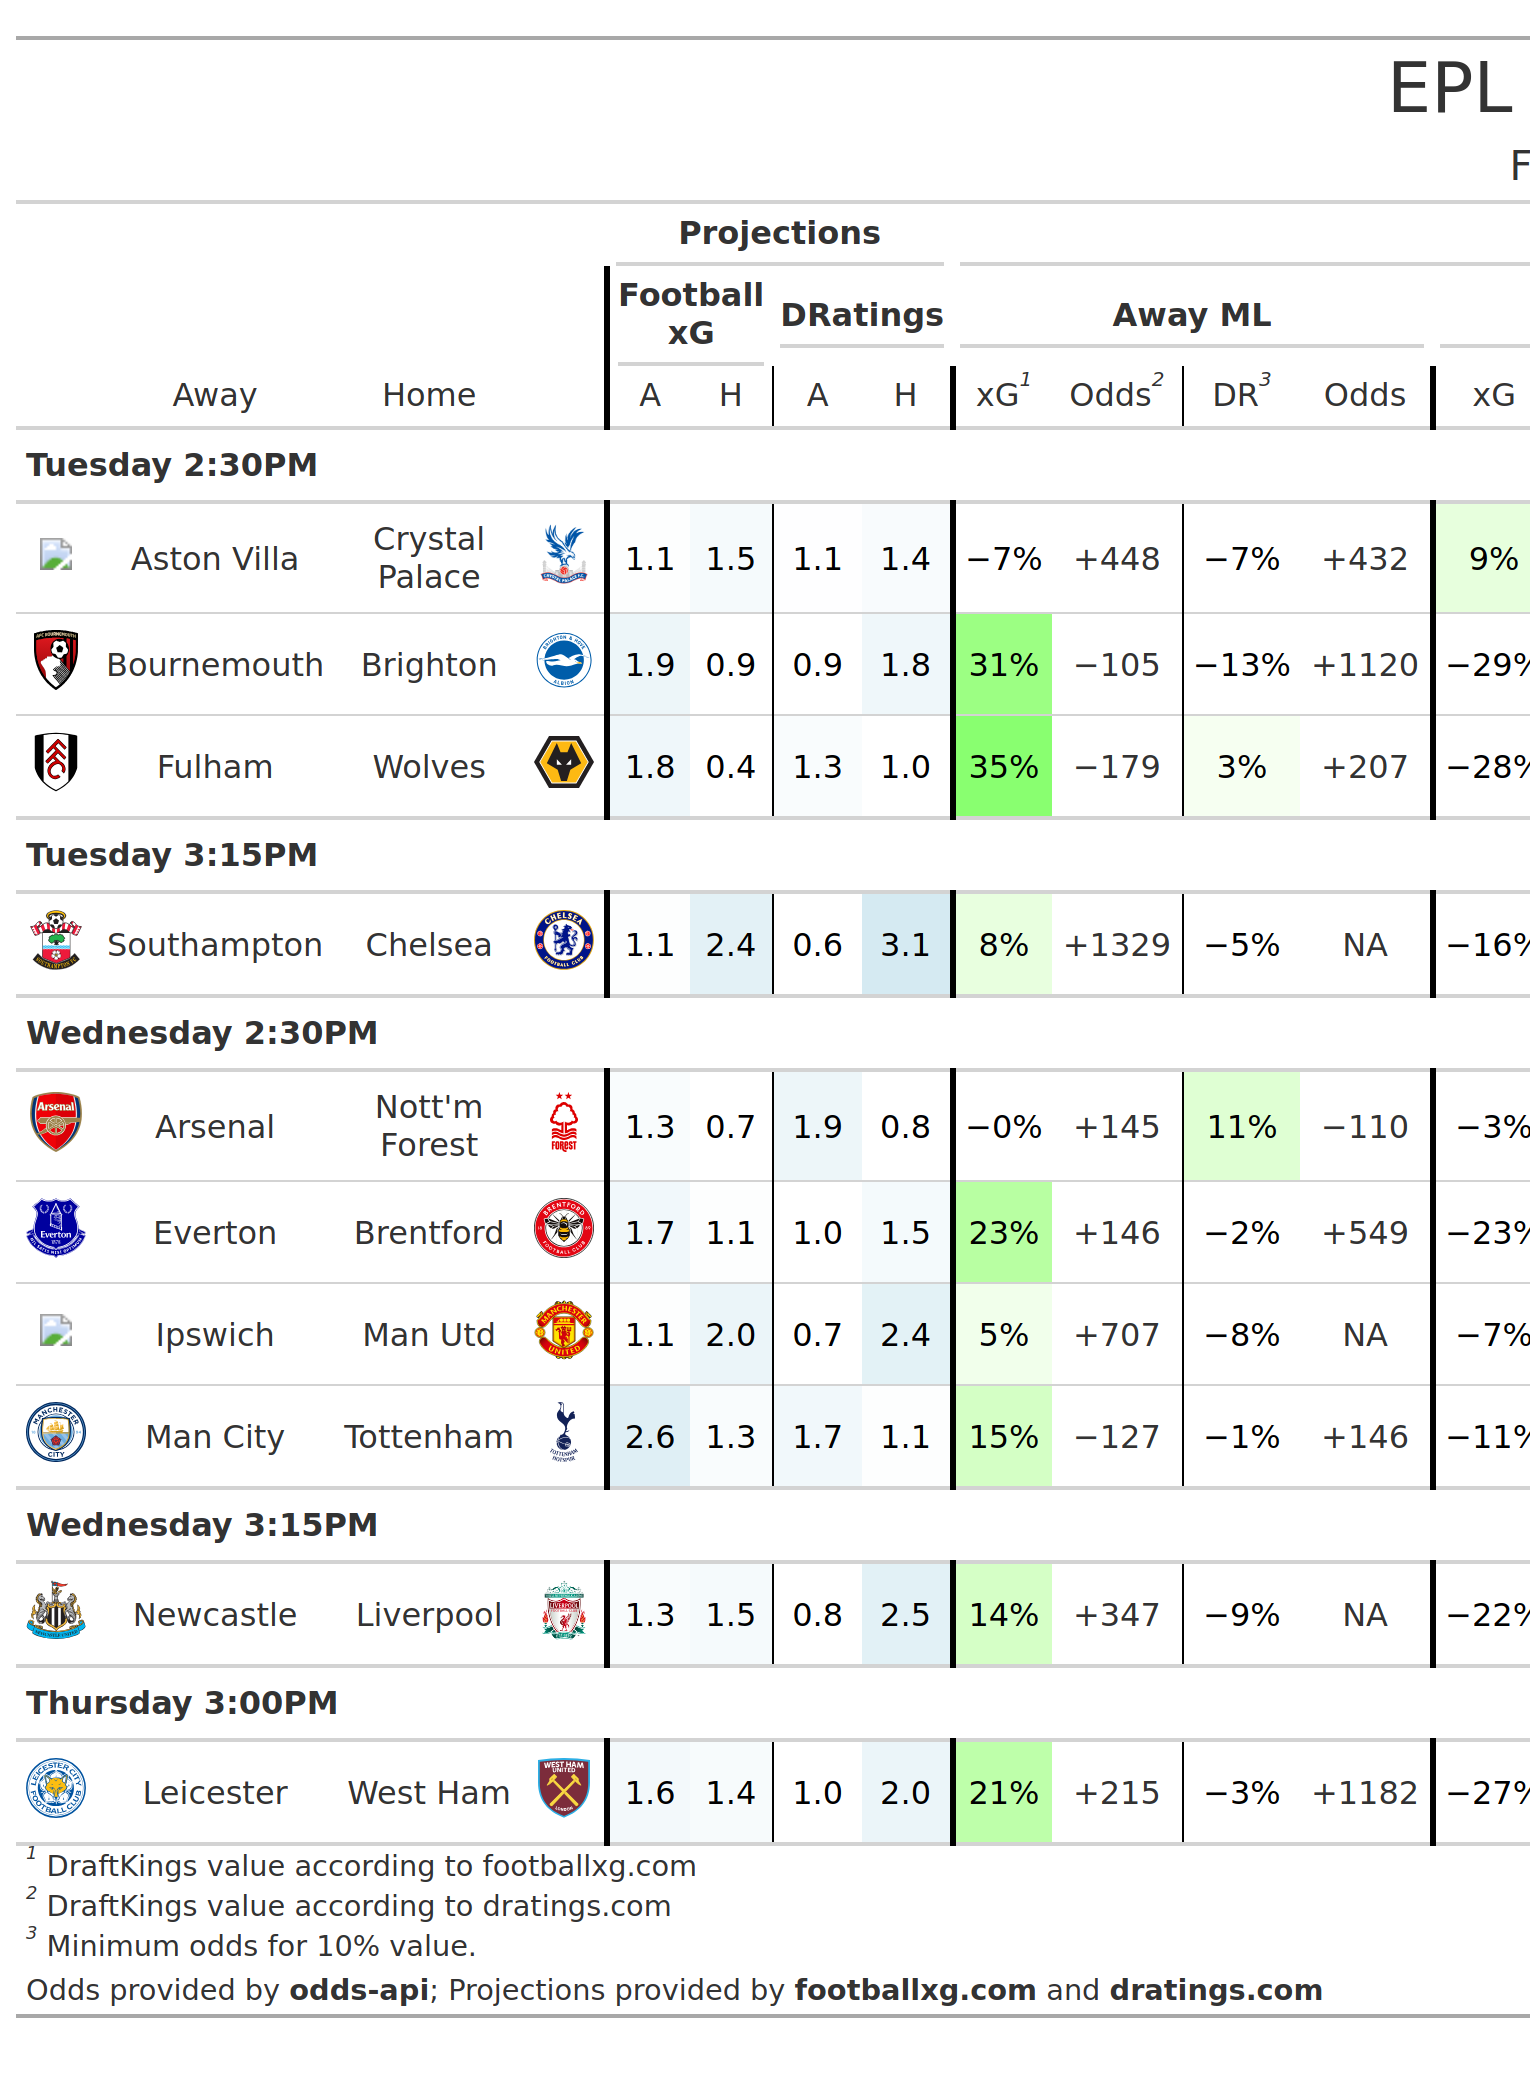 EPL
F
Projections
Football xG DRatings Away ML
Away Home A H A H xG1 Odds2 DR3 Odds xG
Tuesday 2:30PM
Aston Villa Crystal Palace 1.1 1.5 1.1 1.4 −7% +448 −7% +432 9%
Bournemouth Brighton 1.9 0.9 0.9 1.8 31% −105 −13% +1120 −29%
Fulham Wolves 1.8 0.4 1.3 1.0 35% −179 3% +207 −28%
Tuesday 3:15PM
Southampton Chelsea 1.1 2.4 0.6 3.1 8% +1329 −5% NA −16%
Wednesday 2:30PM
Arsenal Nott'm Forest 1.3 0.7 1.9 0.8 −0% +145 11% −110 −3%
Everton Brentford 1.7 1.1 1.0 1.5 23% +146 −2% +549 −23%
Ipswich Man Utd 1.1 2.0 0.7 2.4 5% +707 −8% NA −7%
Man City Tottenham 2.6 1.3 1.7 1.1 15% −127 −1% +146 −11%
Wednesday 3:15PM
Newcastle Liverpool 1.3 1.5 0.8 2.5 14% +347 −9% NA −22%
Thursday 3:00PM
Leicester West Ham 1.6 1.4 1.0 2.0 21% +215 −3% +1182 −27%
1 DraftKings value according to footballxg.com
2 DraftKings value according to dratings.com
3 Minimum odds for 10% value.
Odds provided by odds-api; Projections provided by footballxg.com and dratings.com